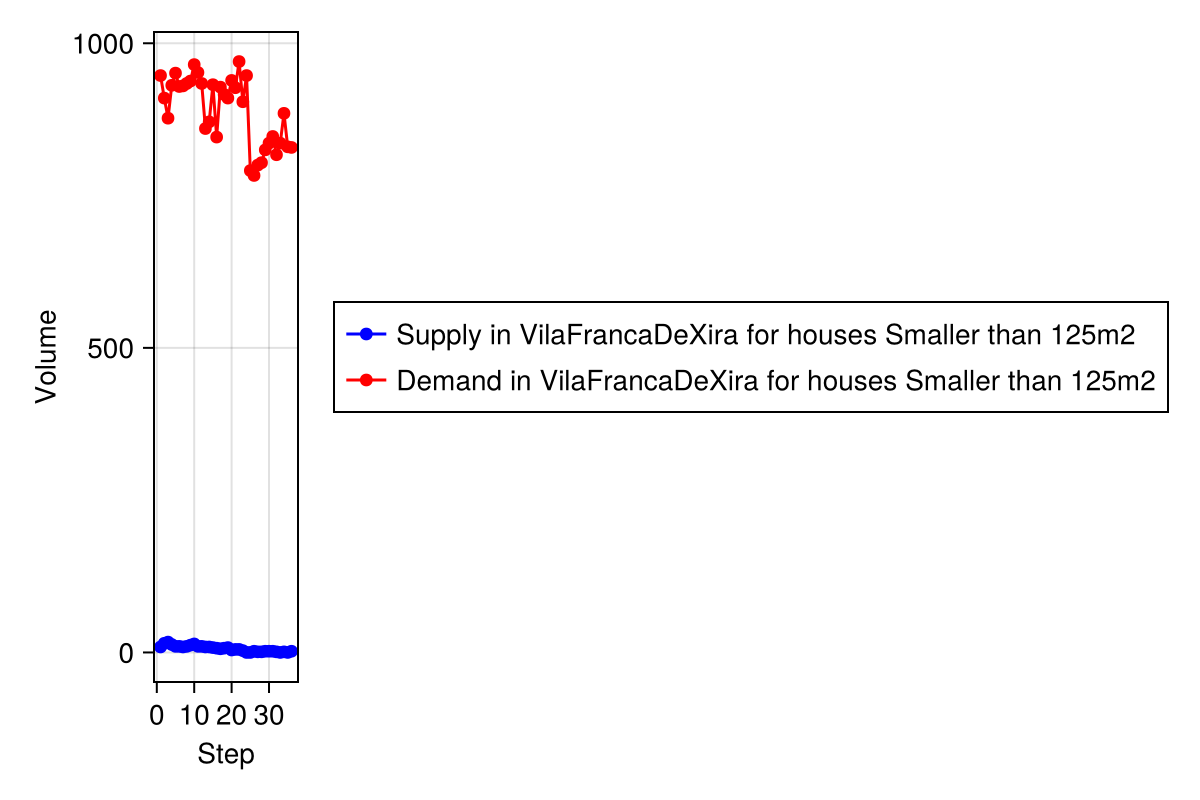 1000
500
0
Volume
0 10 20 30
Step
Supply in VilaFrancaDeXira for houses Smaller than 125m2
Demand in VilaFrancaDeXira for houses Smaller than 125m2